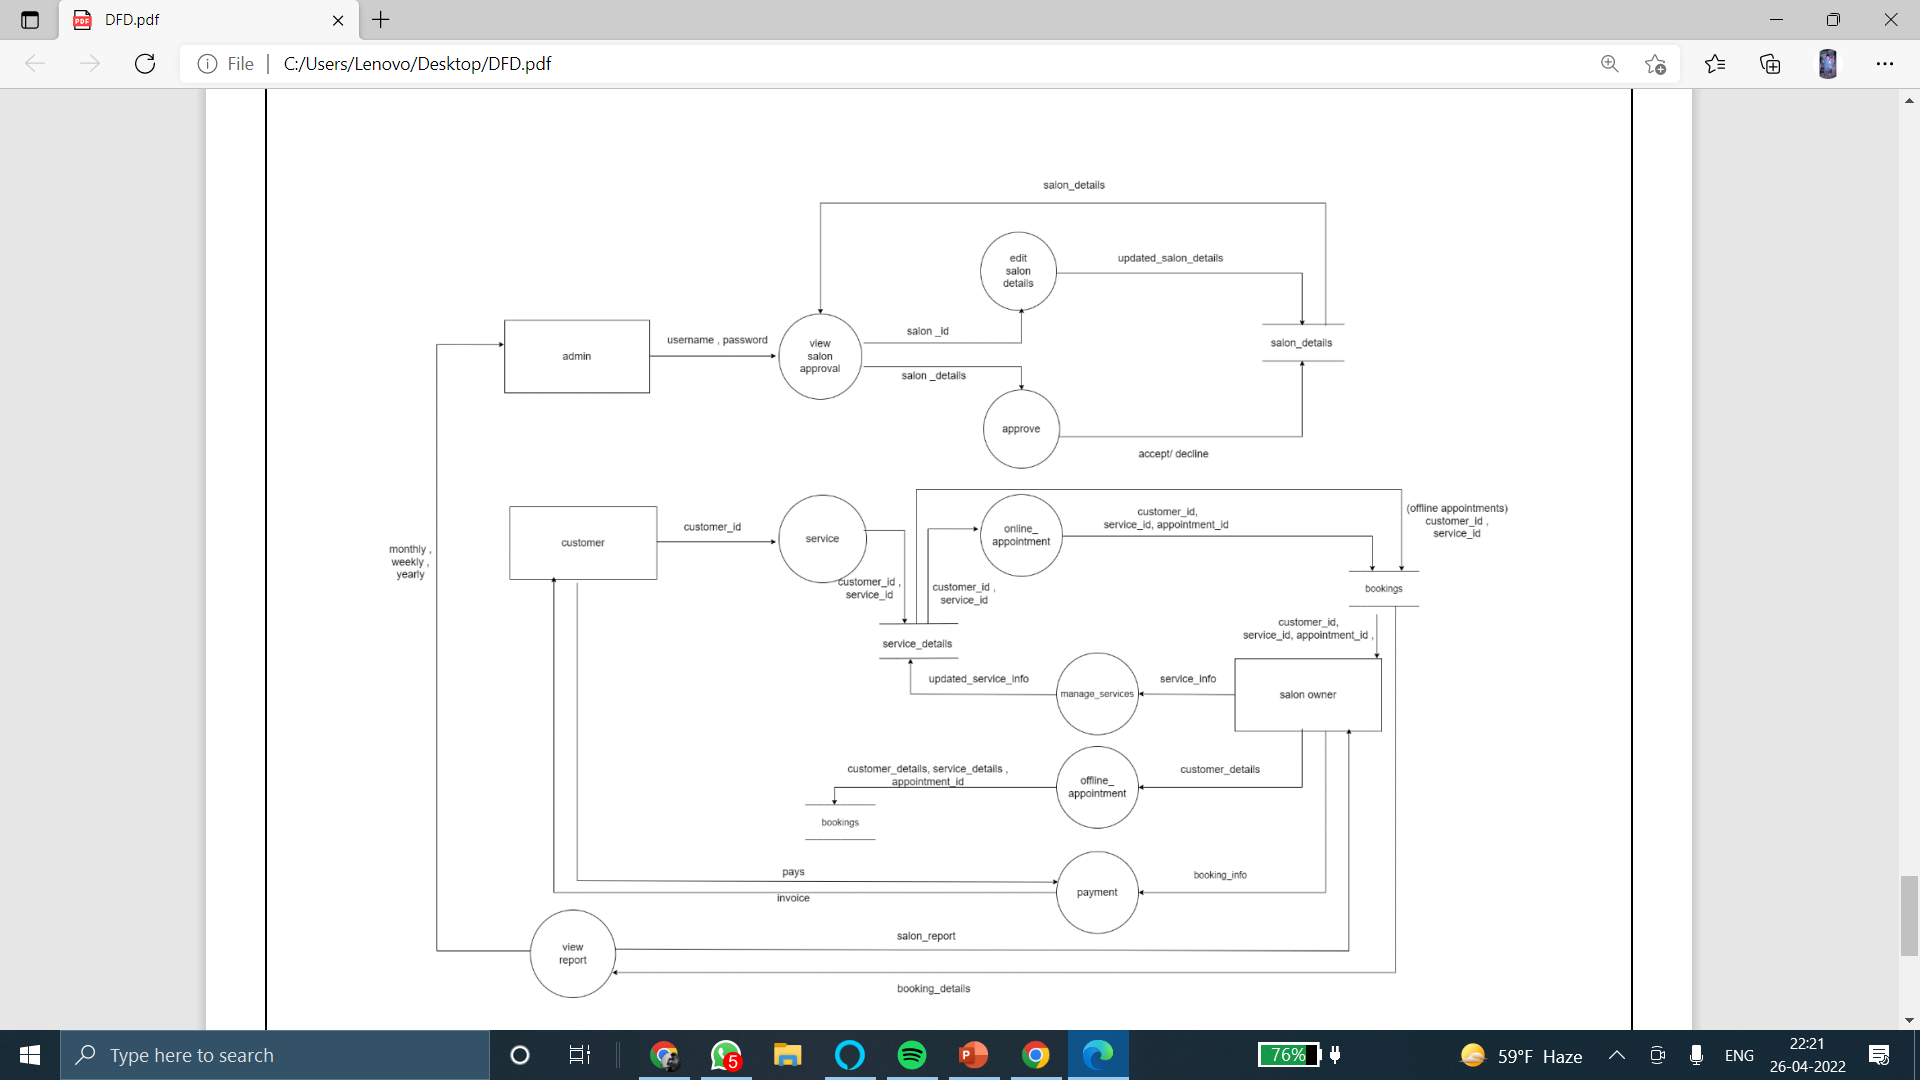 DFD.pdf
File
C:/Users/Lenovo/Desktop/DFD.pdf
salon_details
edit
salon
details
updated_salon_details
admin
username , password
view
salon
approval
salon _id
salon_details
salon _details
approve
accept/ decline
customer
customer_id
service
online_
appointment
customer_id,
service_id, appointment_id
(offline appointments)
customer_id ,
service_id
monthly ,
weekly ,
yearly
customer_id ,
service_id
customer_id ,
service_id
bookings
customer_id,
service_id, appointment_id ,
service_details
updated_service_info
manage_services
service_info
salon owner
customer_details, service_details ,
appointment_id
offline_
appointment
customer_details
bookings
pays
invoice
payment
booking_info
view
report
salon_report
booking_details
Type here to search
5
76%
59°F Haze
ENG
22:21
26-04-2022